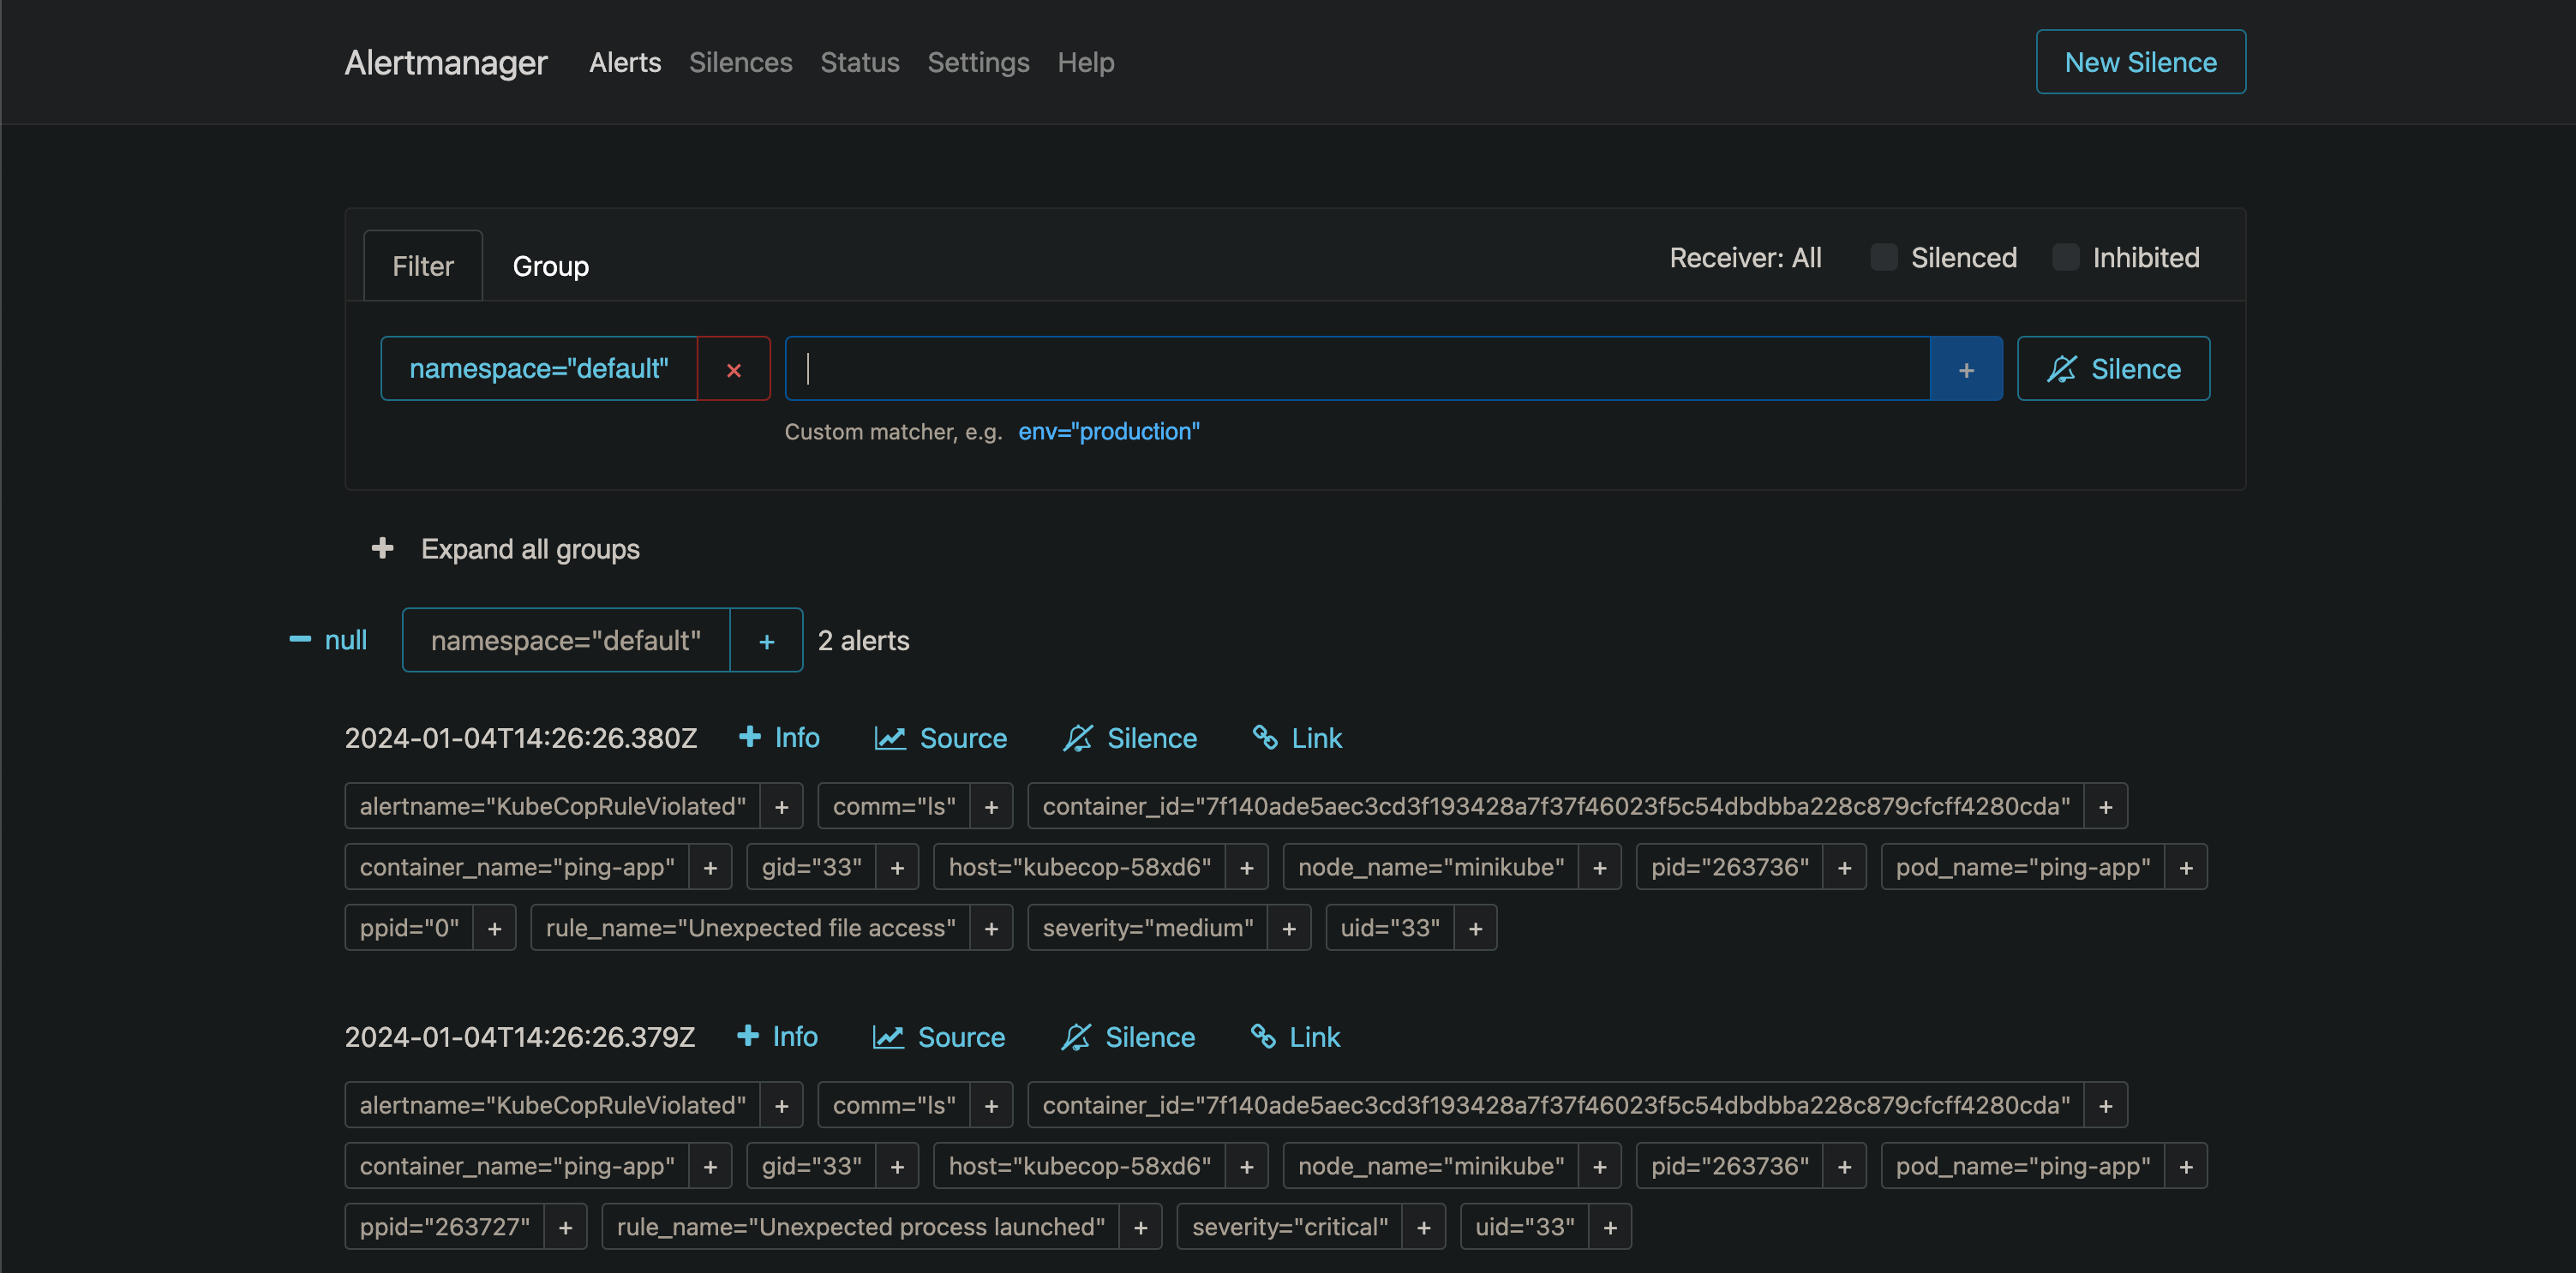 Alertmanager Alerts Silences Status Settings Help New Silence
Filter Group Receiver: All Silenced Inhibited
namespace="default" × + Silence
Custom matcher, e.g. env="production"
+ Expand all groups
− null namespace="default" + 2 alerts
2024-01-04T14:26:26.380Z + Info Source Silence Link
alertname="KubeCopRuleViolated" + comm="ls" + container_id="7f140ade5aec3cd3f193428a7f37f46023f5c54dbdbba228c879cfcff4280cda" +
container_name="ping-app" + gid="33" + host="kubecop-58xd6" + node_name="minikube" + pid="263736" + pod_name="ping-app" +
ppid="0" + rule_name="Unexpected file access" + severity="medium" + uid="33" +
2024-01-04T14:26:26.379Z + Info Source Silence Link
alertname="KubeCopRuleViolated" + comm="ls" + container_id="7f140ade5aec3cd3f193428a7f37f46023f5c54dbdbba228c879cfcff4280cda" +
container_name="ping-app" + gid="33" + host="kubecop-58xd6" + node_name="minikube" + pid="263736" + pod_name="ping-app" +
ppid="263727" + rule_name="Unexpected process launched" + severity="critical" + uid="33" +